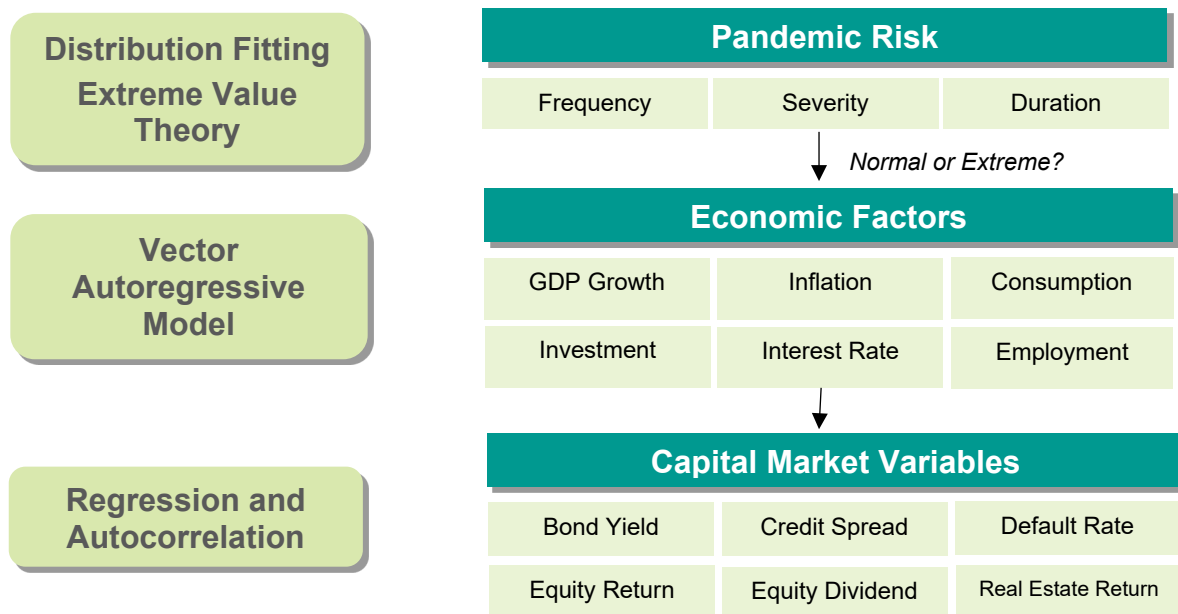 Distribution Fitting
Extreme Value
Theory
Pandemic Risk
Frequency
Severity
Duration
Normal or Extreme?
Vector
Autoregressive
Model
Economic Factors
GDP Growth
Inflation
Consumption
Investment
Interest Rate
Employment
Regression and
Autocorrelation
Capital Market Variables
Bond Yield
Credit Spread
Default Rate
Equity Return
Equity Dividend
Real Estate Return